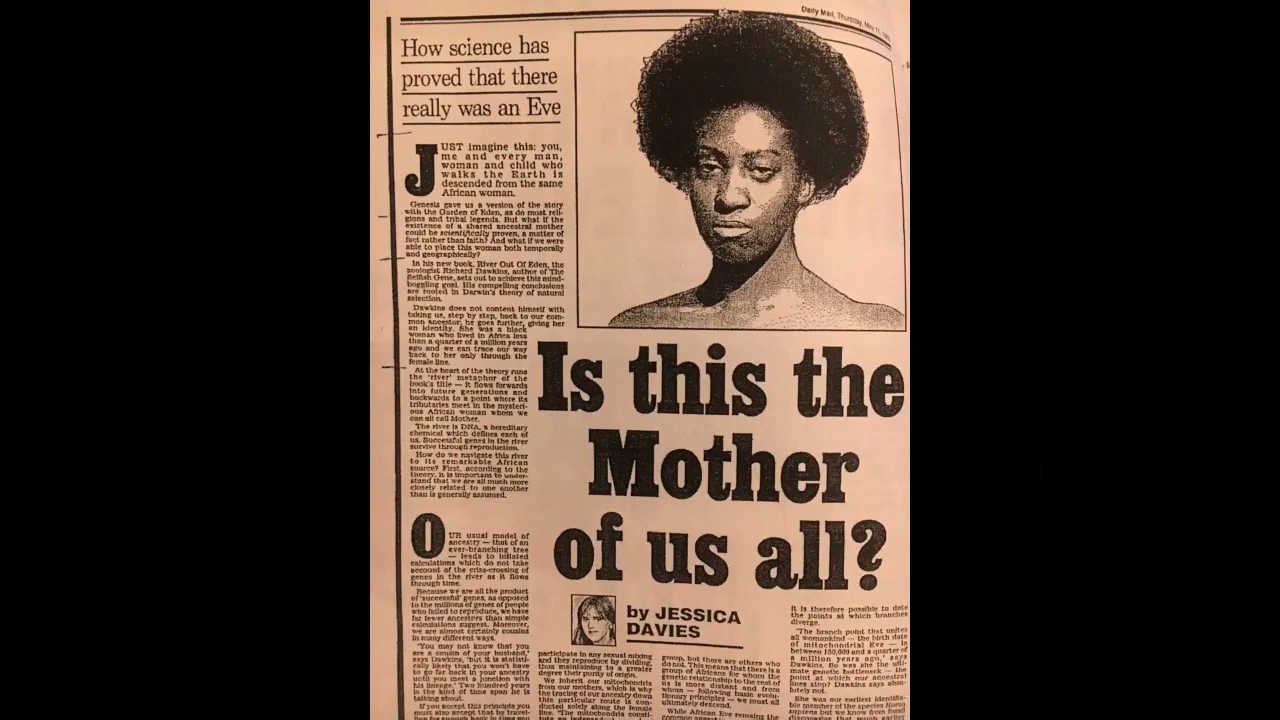 Daily Mail, Thursday, May 11,
How science has
proved that there
really was an Eve
JUST imagine this: you,
me and every man,
woman and child who
walks the Earth is
descended from the same
African woman.
Genesis gave us a version of the story
with the Garden of Eden, as do most reli-
gions and tribal legends. But what if the
existence of a shared ancestral mother
could be scientifically proven, a matter of
fact rather than faith? And what if we were
able to place this woman both temporally
and geographically?
In his new book, River Out Of Eden, the
zoologist Richard Dawkins, author of The
Selfish Gene, sets out to achieve this mind-
boggling goal. His compelling conclusions
are rooted in Darwin's theory of natural
selection.
Dawkins does not content himself with
taking us, step by step, back to our com-
mon ancestor; he goes further, giving her
an identity. She was a black
woman who lived in Africa less
than a quarter of a million years
ago and we can trace our way
back to her only through the
female line.
At the heart of the theory runs
the 'river' metaphor of the
book's title — it flows forwards
into future generations and
backwards to a point where its
tributaries meet in the mysteri-
ous African woman whom we
can all call Mother.
The river is DNA, a hereditary
chemical which defines each of
us. Successful genes in the river
survive through reproduction.
How do we navigate this river
to its remarkable African
source? First, according to the
theory, it is important to under-
stand that we are all much more
closely related to one another
than is generally assumed.
OUR usual model of
ancestry — that of an
ever-branching tree
— leads to inflated
calculations which do not take
account of the criss-crossing of
genes in the river as it flows
through time.
Because we are all the product
of 'successful' genes, as opposed
to the millions of genes of people
who failed to reproduce, we have
far fewer ancestors than simple
calculations suggest. Moreover,
we are almost certainly cousins
in many different ways.
'You may not know that you
are a cousin of your husband,'
says Dawkins, 'but it is statisti-
cally likely that you won't have
to go far back in your ancestry
until you meet a junction with
his lineage.' Two hundred years
is the kind of time span he is
talking about.
If you accept this principle you
must also accept that by travel-
Is this the
Mother
of us all?
by JESSICA
DAVIES
participate in any sexual mixing
and they reproduce by dividing,
thus maintaining to a greater
degree their purity of origin.
We inherit our mitochondria
from our mothers, which is why
the tracing of our ancestry down
this particular route is con-
ducted solely along the female
line. 'The mitochondria consti-
group, but there are others who
do not. This means that there is a
group of Africans for whom the
genetic relationship to the rest of
us is more distant and from
whom — following basic evolu-
tionary principles — we must all
ultimately descend.
While African Eve remains the
it is therefore possible to date
the points at which branches
diverge.
'The branch point that unites
all womankind — the birth date
of mitochondrial Eve — is
between 150,000 and a quarter of
a million years ago,' says
Dawkins. So was she the ulti-
mate genetic bottleneck — the
point at which our ancestral
lines stop? Dawkins says abso-
lutely not.
She was our earliest identifia-
ble member of the species Homo
sapiens but we know from fossil